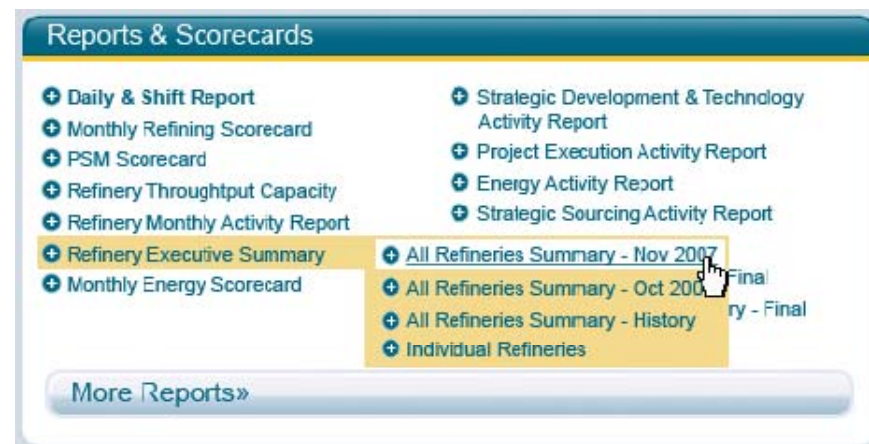 Reports & Scorecards
Daily & Shift Report
Monthly Refining Scorecard
PSM Scorecard
Refinery Throughtput Capacity
Refinery Monthly Activity Report
Refinery Executive Summary
Monthly Energy Scorecard
Strategic Development & Technology
Activity Report
Project Execution Activity Report
Energy Activity Report
Strategic Sourcing Activity Report
All Refineries Summary - Nov 2007
All Refineries Summary - Oct 200
All Refineries Summary - History
Individual Refineries
Final
ry - Final
More Reports»